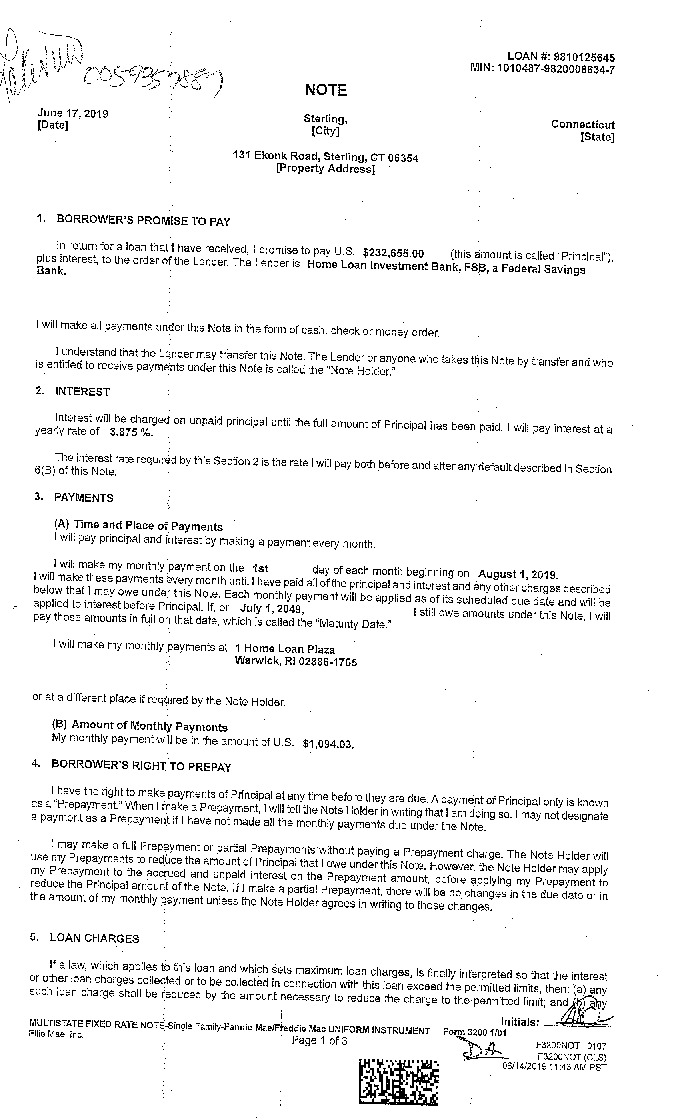 LOAN #: 9810125645
MIN: 1010487-9820008634-7
NOTE
June 17, 2019
[Date]
Sterling,
[City]
Connecticut
[State]
131 Ekonk Road, Sterling, CT 06354
[Property Address]
1. BORROWER'S PROMISE TO PAY
In return for a loan that I have received, I promise to pay U.S. $232,655.00 (this amount is called "Principal"),
plus interest, to the order of the Lender. The Lender is Home Loan Investment Bank, FSB, a Federal Savings
Bank.
I will make all payments under this Note in the form of cash, check or money order.
I understand that the Lender may transfer this Note. The Lender or anyone who takes this Note by transfer and who
is entitled to receive payments under this Note is called the "Note Holder."
2. INTEREST
Interest will be charged on unpaid principal until the full amount of Principal has been paid. I will pay interest at a
yearly rate of 3.875 %.
The interest rate required by this Section 2 is the rate I will pay both before and after any default described in Section
6(B) of this Note.
3. PAYMENTS
(A) Time and Place of Payments
I will pay principal and interest by making a payment every month.
I will make my monthly payment on the 1st day of each month beginning on August 1, 2019.
I will make these payments every month until I have paid all of the principal and interest and any other charges described
below that I may owe under this Note. Each monthly payment will be applied as of its scheduled due date and will be
applied to interest before Principal. If, on July 1, 2049, I still owe amounts under this Note, I will
pay those amounts in full on that date, which is called the "Maturity Date."
I will make my monthly payments at 1 Home Loan Plaza
Warwick, RI 02886-1765
or at a different place if required by the Note Holder.
(B) Amount of Monthly Payments
My monthly payment will be in the amount of U.S. $1,094.03.
4. BORROWER'S RIGHT TO PREPAY
I have the right to make payments of Principal at any time before they are due. A payment of Principal only is known
as a "Prepayment." When I make a Prepayment, I will tell the Note Holder in writing that I am doing so. I may not designate
a payment as a Prepayment if I have not made all the monthly payments due under the Note.
I may make a full Prepayment or partial Prepayments without paying a Prepayment charge. The Note Holder will
use my Prepayments to reduce the amount of Principal that I owe under this Note. However, the Note Holder may apply
my Prepayment to the accrued and unpaid interest on the Prepayment amount, before applying my Prepayment to
reduce the Principal amount of the Note. If I make a partial Prepayment, there will be no changes in the due date or in
the amount of my monthly payment unless the Note Holder agrees in writing to those changes.
5. LOAN CHARGES
If a law, which applies to this loan and which sets maximum loan charges, is finally interpreted so that the interest
or other loan charges collected or to be collected in connection with this loan exceed the permitted limits, then: (a) any
such loan charge shall be reduced by the amount necessary to reduce the charge to the permitted limit; and (b) any
Initials:
MULTISTATE FIXED RATE NOTE-Single Family-Fannie Mae/Freddie Mac UNIFORM INSTRUMENT Form 3200 1/01
Ellie Mae, Inc.
Page 1 of 3
F3200NOT 0107
F3200NOT (CLS)
06/14/2019 11:43 AM PST